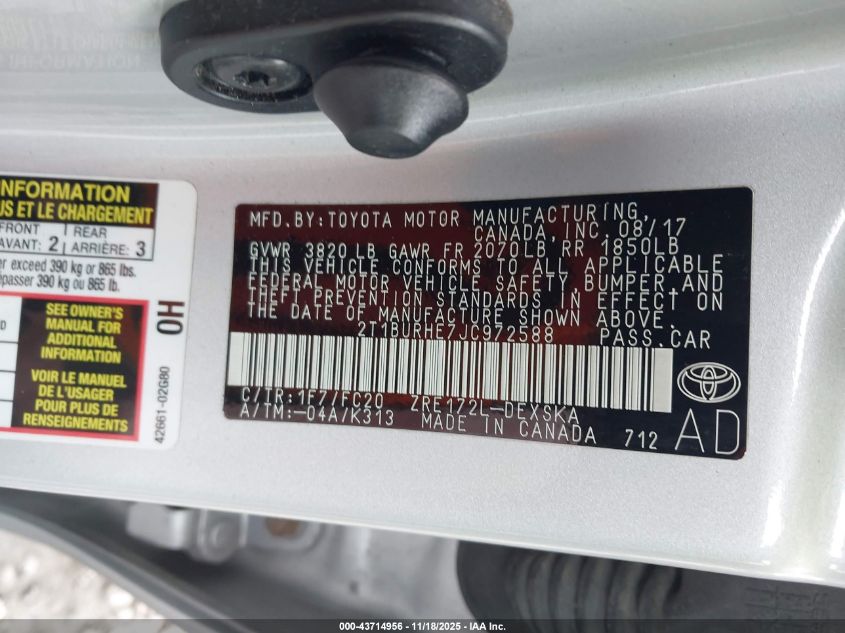 INFORMATION
US ET LE CHARGEMENT
FRONT
AVANT: 2
REAR
ARRIÈRE: 3
er exceed 390 kg or 865 lbs.
épasser 390 kg ou 865 lb.
SEE OWNER'S
MANUAL FOR
ADDITIONAL
INFORMATION
VOIR LE MANUEL
DE L'USAGER
POUR PLUS DE
RENSEIGNEMENTS
OH
42661-02G80
MFD. BY: TOYOTA MOTOR MANUFACTURING,
CANADA, INC. 08/17
GVWR 3820 LB GAWR FR 2070LB RR 1850LB
THIS VEHICLE CONFORMS TO ALL APPLICABLE
FEDERAL MOTOR VEHICLE SAFETY, BUMPER, AND
THEFT PREVENTION STANDARDS IN EFFECT ON
THE DATE OF MANUFACTURE SHOWN ABOVE.
2T1BURHE7JC972588 PASS. CAR
C/TR: 1F7/FC20 ZRE172L-DEXSKA
A/TM: -04A/K313 MADE IN CANADA 712
AD
000-43714956 | 11/18/2025 - IAA Inc.